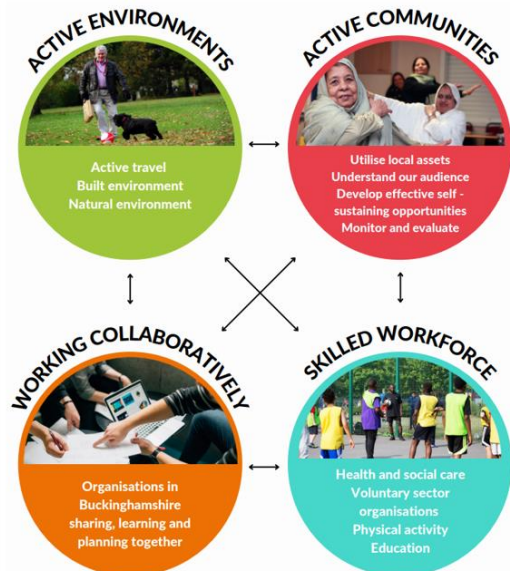 ACTIVE ENVIRONMENTS
Active travel
Built environment
Natural environment
ACTIVE COMMUNITIES
Utilise local assets
Understand our audience
Develop effective self -
sustaining opportunities
Monitor and evaluate
WORKING COLLABORATIVELY
Organisations in
Buckinghamshire
sharing, learning and
planning together
SKILLED WORKFORCE
Health and social care
Voluntary sector
organisations
Physical activity
Education